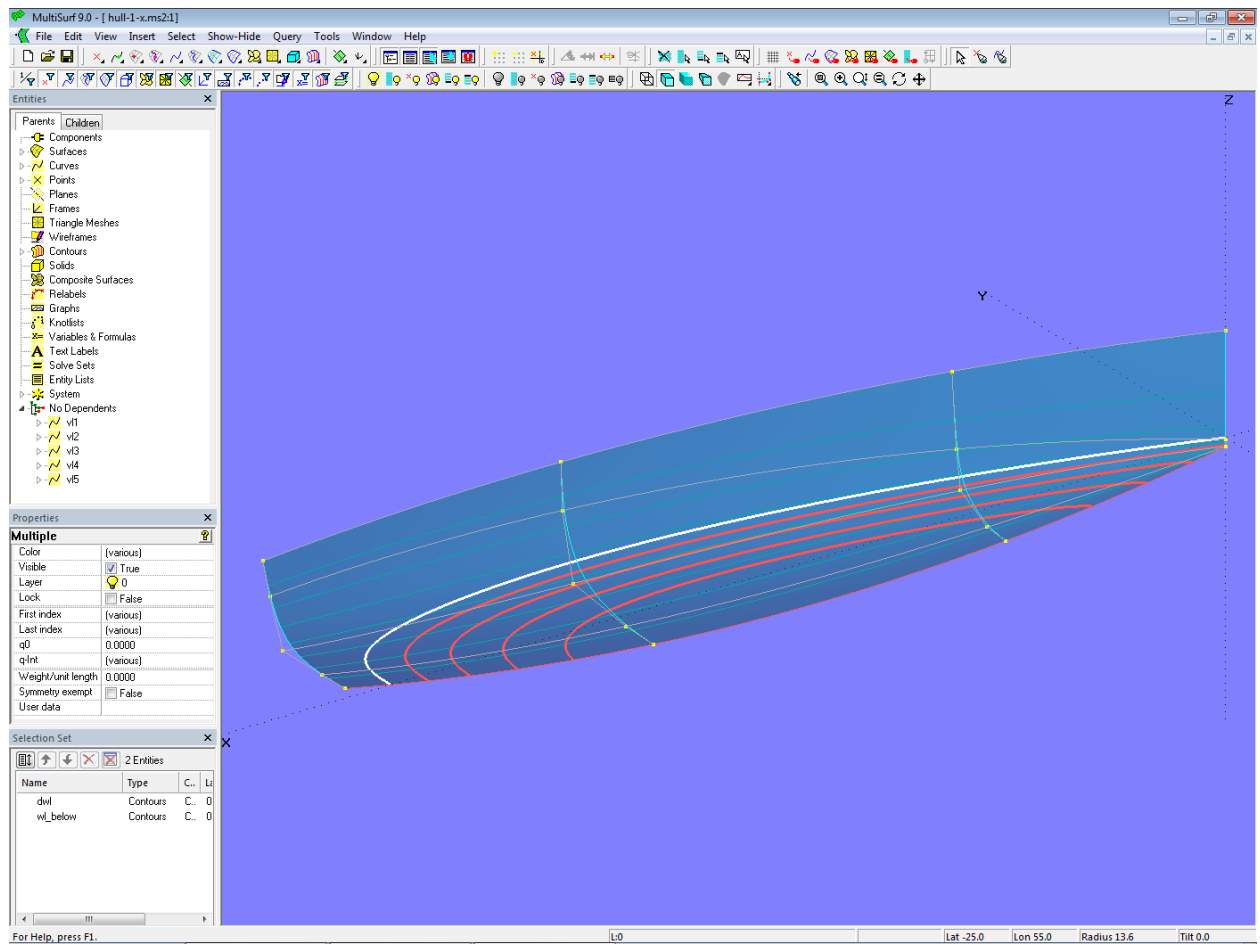 MultiSurf 9.0 - [ hull-1-x.ms2:1]
File Edit View Insert Select Show-Hide Query Tools Window Help
Entities
Parents Children
Components
Surfaces
Curves
Points
Planes
Frames
Triangle Meshes
Wireframes
Contours
Solids
Composite Surfaces
Relabels
Graphs
Knotlists
Variables & Formulas
Text Labels
Solve Sets
Entity Lists
System
No Dependents
vl1
vl2
vl3
vl4
vl5
Properties
Multiple
Color (various)
Visible True
Layer 0
Lock False
First index (various)
Last index (various)
q0 0.0000
q-Int (various)
Weight/unit length 0.0000
Symmetry exempt False
User data
Selection Set
2 Entities
Name Type C.. La
dwl Contours C.. 0
wl_below Contours C.. 0
Z
Y
X
For Help, press F1. L:0 Lat -25.0 Lon 55.0 Radius 13.6 Tilt 0.0